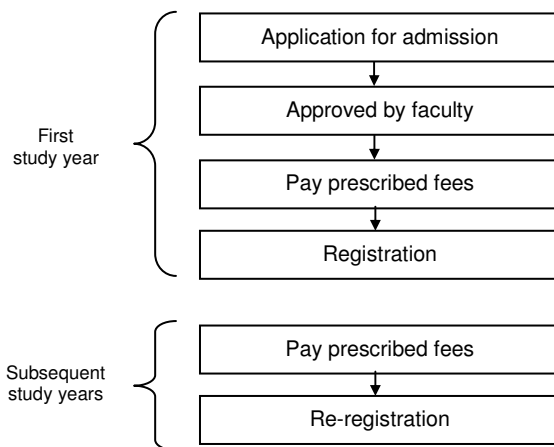 Application for admission
Approved by faculty
First
study year
Pay prescribed fees
Registration
Pay prescribed fees
Subsequent
study years
Re-registration